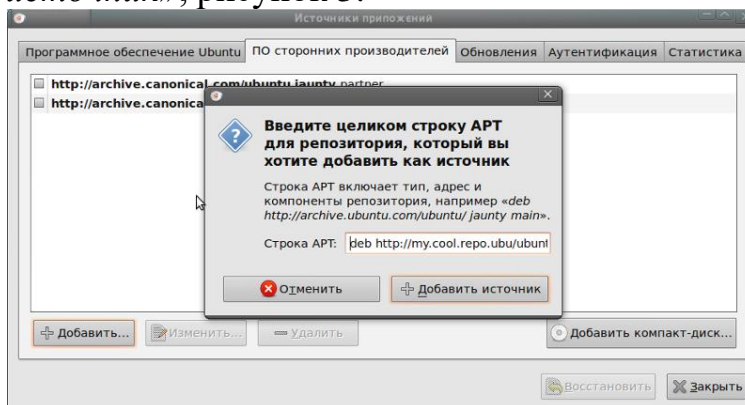 Источники приложений
Программное обеспечение Ubuntu ПО сторонних производителей Обновления Аутентификация Статистика
http://archive.canonical.com/ubuntu jaunty partner
http://archive.canonica
Введите целиком строку APT
для репозитория, который вы
хотите добавить как источник
Строка APT включает тип, адрес и
компоненты репозитория, например «deb
http://archive.ubuntu.com/ubuntu/ jaunty main».
Строка APT: deb http://my.cool.repo.ubu/ubunt
Отменить Добавить источник
Добавить... Изменить... Удалить Добавить компакт-диск...
Восстановить Закрыть